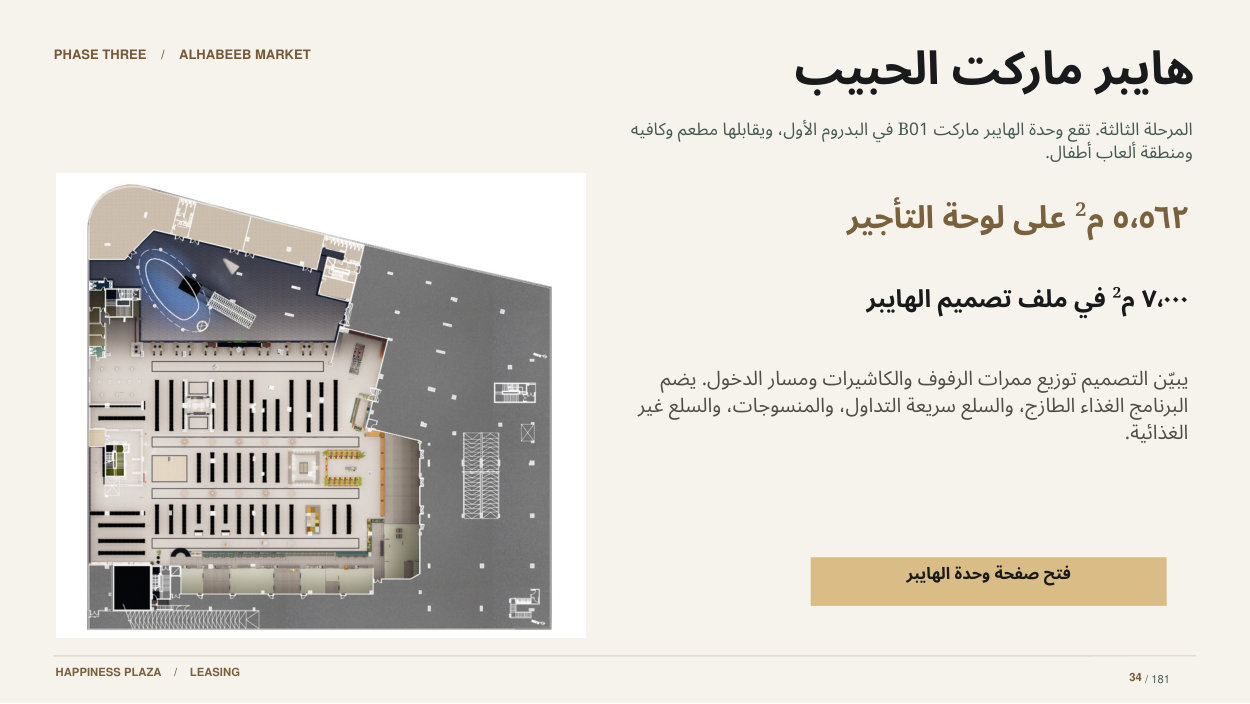 PHASE THREE / ALHABEEB MARKET
هايبر ماركت الحبيب
المرحلة الثالثة. تقع وحدة الهايبر ماركت B01 في البدروم الأول، ويقابلها مطعم وكافيه
ومنطقة ألعاب أطفال.
٥،٥٦٢ م² على لوحة التأجير
٧،٠٠٠ م² في ملف تصميم الهايبر
يبيّن التصميم توزيع ممرات الرفوف والكاشيرات ومسار الدخول. يضم
البرنامج الغذاء الطازج، والسلع سريعة التداول، والمنسوجات، والسلع غير
الغذائية.
فتح صفحة وحدة الهايبر
HAPPINESS PLAZA / LEASING
34 / 181